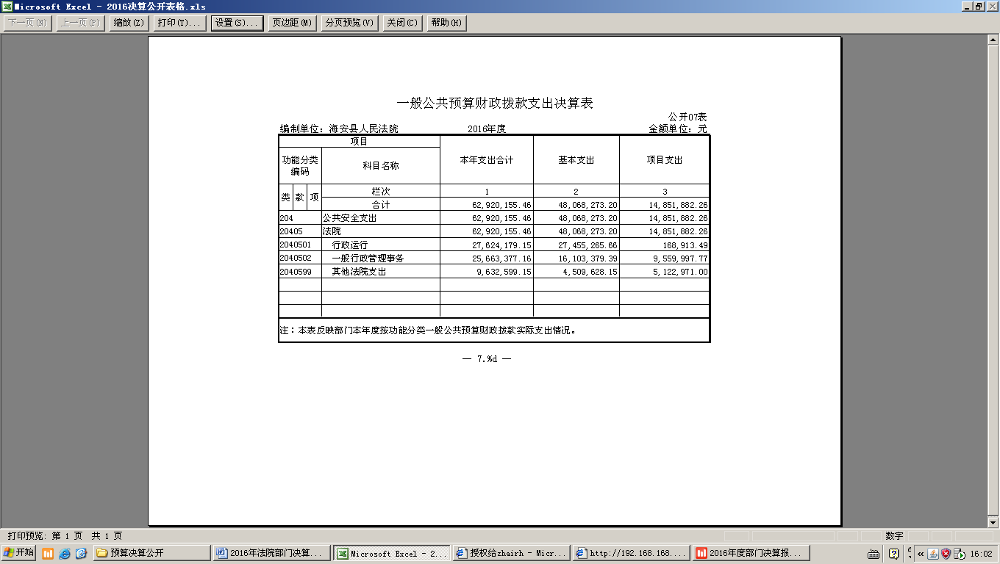 Microsoft Excel - 2016决算公开表格.xls
下一页(N) 上一页(P) 缩放(Z) 打印(T)... 设置(S)... 页边距(M) 分页预览(V) 关闭(C) 帮助(H)
一般公共预算财政拨款支出决算表
公开07表
编制单位：海安县人民法院 2016年度 金额单位：元
项目 本年支出合计 基本支出 项目支出
功能分类编码 科目名称
类 款 项 栏次 1 2 3
合计 62,920,155.46 48,068,273.20 14,851,882.26
204 公共安全支出 62,920,155.46 48,068,273.20 14,851,882.26
20405 法院 62,920,155.46 48,068,273.20 14,851,882.26
2040501 行政运行 27,624,179.15 27,455,265.66 168,913.49
2040502 一般行政管理事务 25,663,377.16 16,103,379.39 9,559,997.77
2040599 其他法院支出 9,632,599.15 4,509,628.15 5,122,971.00
注：本表反映部门本年度按功能分类一般公共预算财政拨款实际支出情况。
— 7.%d —
打印预览: 第 1 页 共 1 页 数字
开始 预算决算公开 2016年法院部门决算... Microsoft Excel - 2... 授权给zhairh - Micr... http://192.168.168.... 2016年度部门决算报... « 16:02